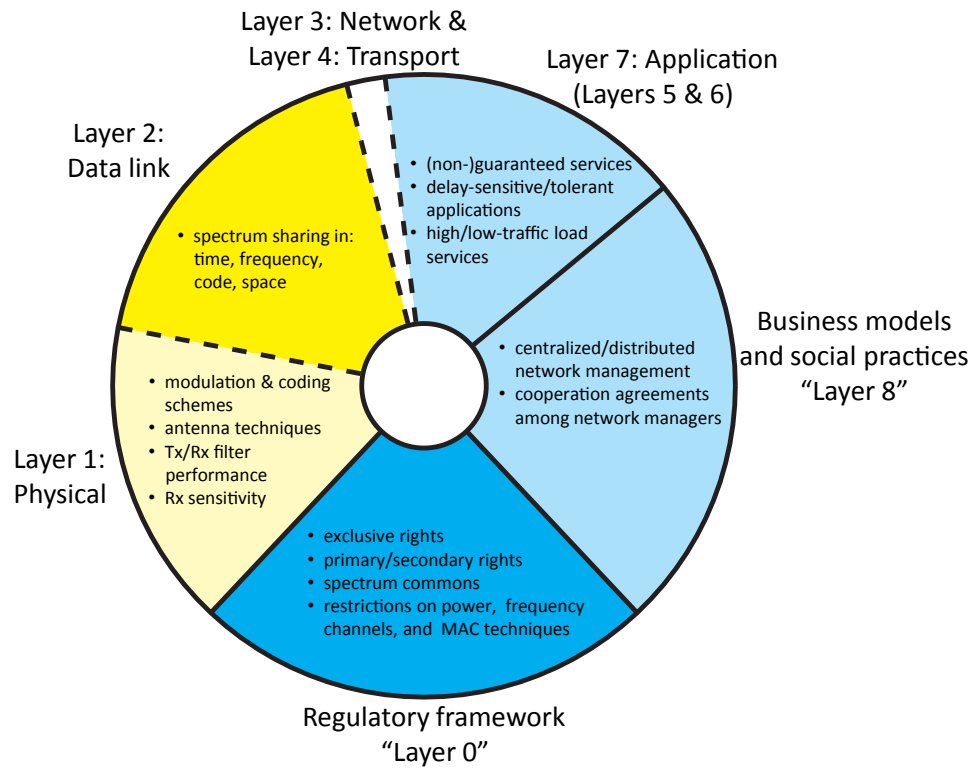 Layer 3: Network &
Layer 4: Transport
Layer 7: Application
(Layers 5 & 6)
Layer 2:
Data link
• (non-)guaranteed services
• delay-sensitive/tolerant
applications
• high/low-traffic load
services
• spectrum sharing in:
time, frequency,
code, space
Business models
and social practices
“Layer 8”
• centralized/distributed
network management
• cooperation agreements
among network managers
• modulation & coding
schemes
• antenna techniques
• Tx/Rx filter
performance
• Rx sensitivity
Layer 1:
Physical
• exclusive rights
• primary/secondary rights
• spectrum commons
• restrictions on power, frequency
channels, and MAC techniques
Regulatory framework
“Layer 0”